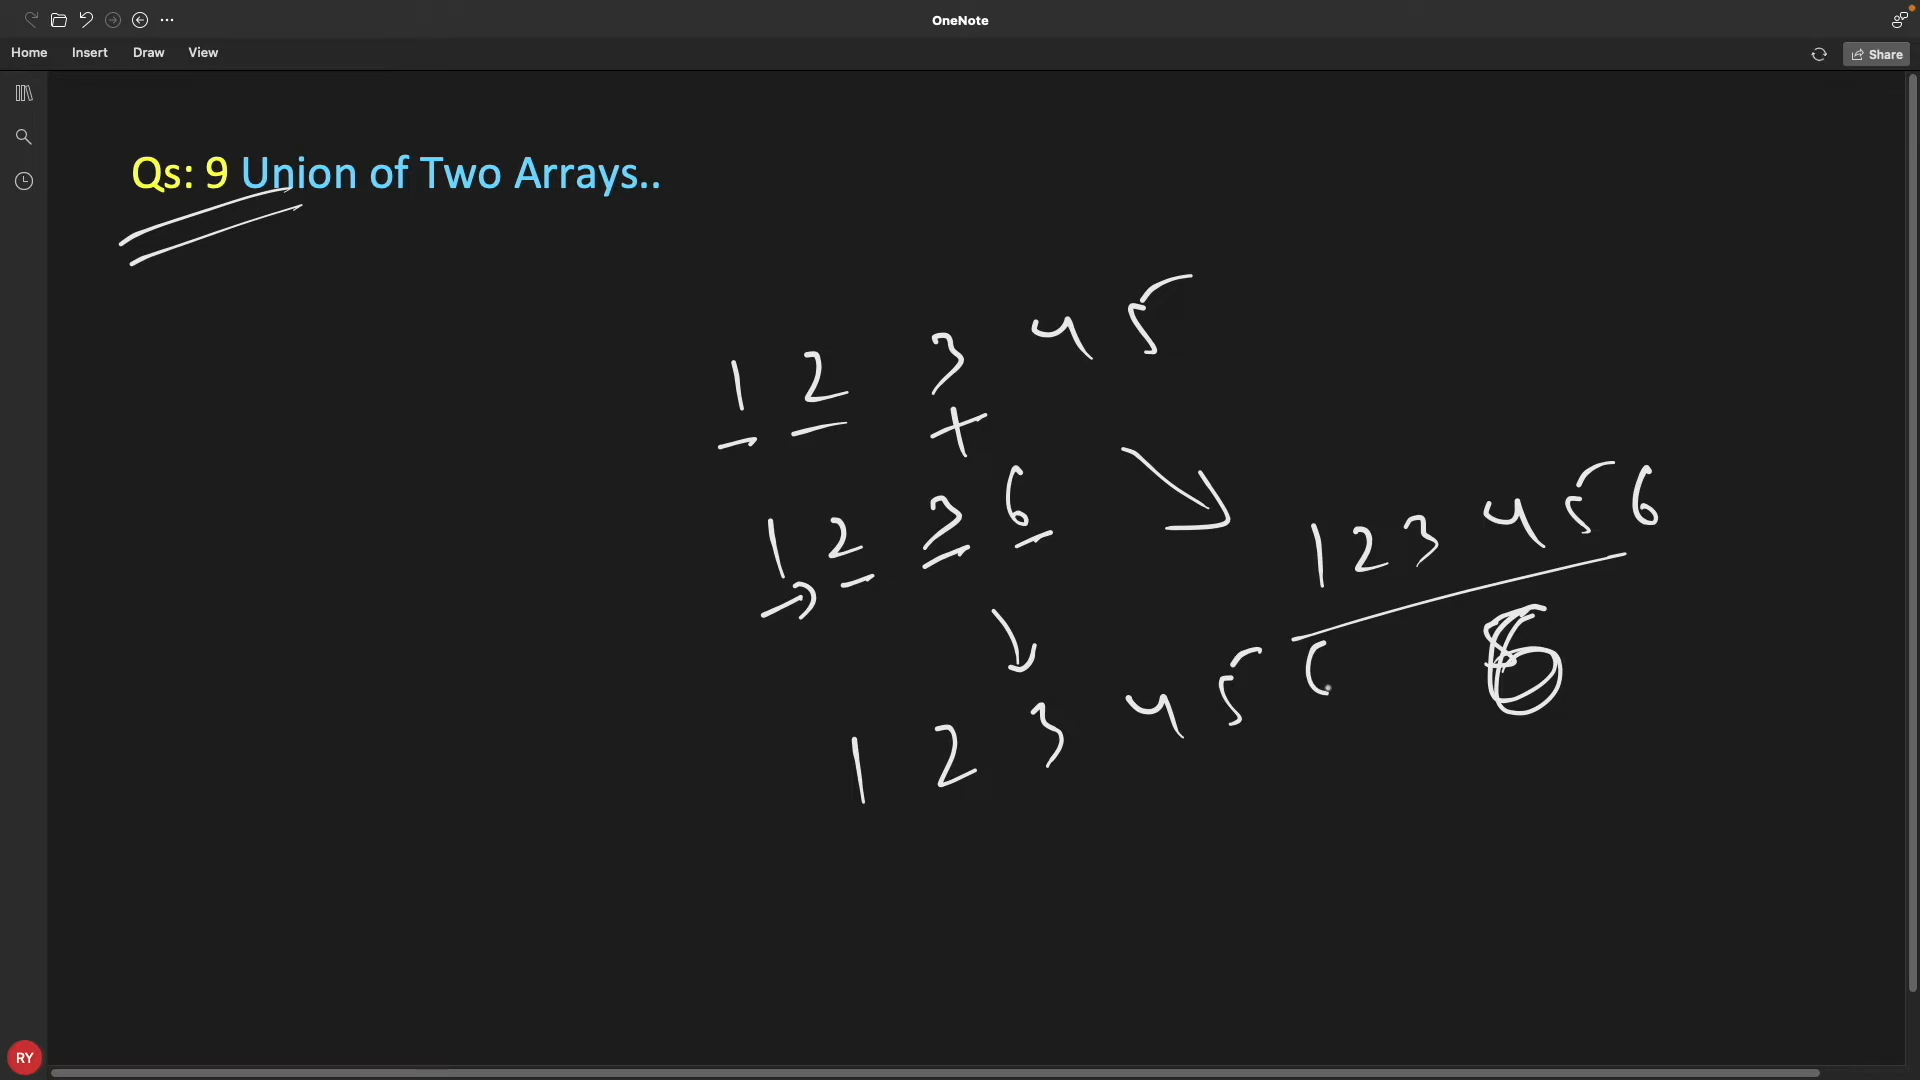 OneNote
Home Insert Draw View
Share
Qs: 9 Union of Two Arrays..
1 2 3 4 5
+
1 2 3 6
1 2 3 4 5 6
6
1 2 3 4 5
RY